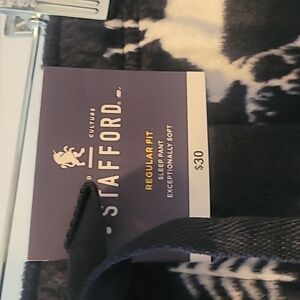 CULTURE
STAFFORD.
REGULAR FIT
SLEEP PANT
EXCEPTIONALLY SOFT
$30